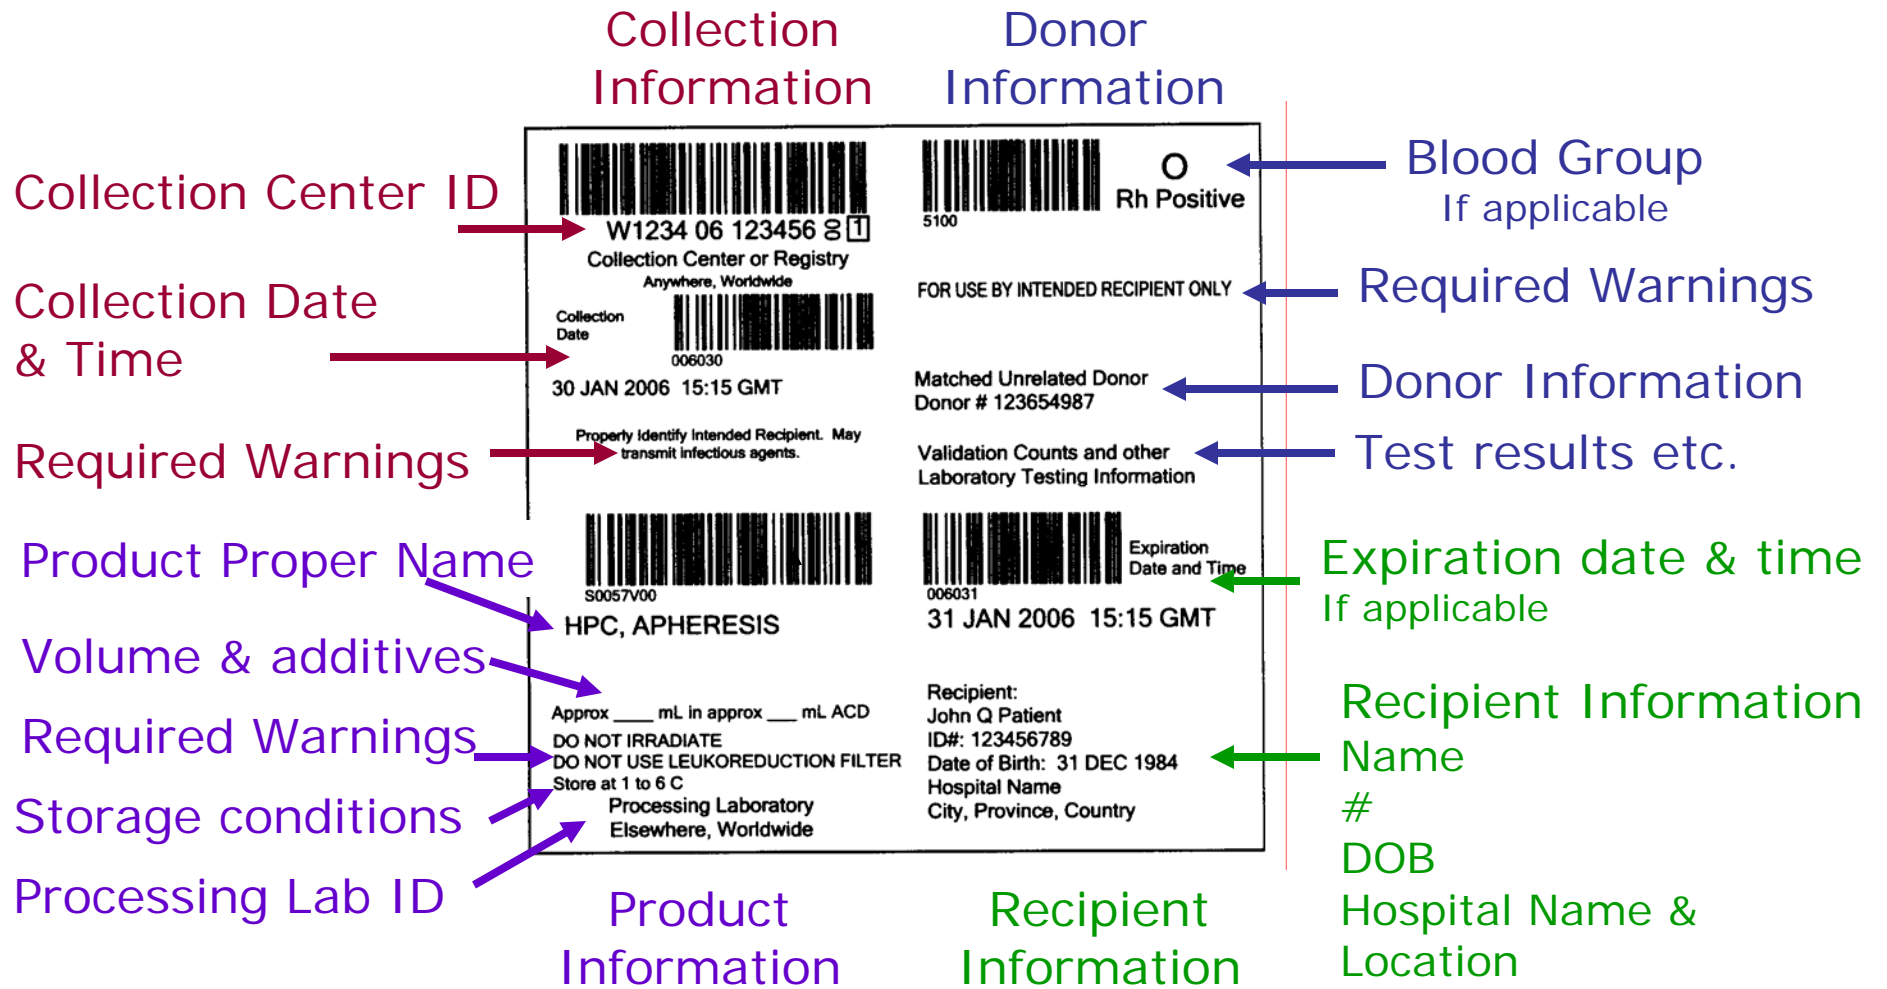 Collection
Information
Donor
Information
Collection Center ID
Collection Date
& Time
Required Warnings
Product Proper Name
Volume & additives
Required Warnings
Storage conditions
Processing Lab ID
W1234 06 123456 00 1
Collection Center or Registry
Anywhere, Worldwide
Collection
Date
006030
30 JAN 2006 15:15 GMT
Properly Identify Intended Recipient. May
transmit infectious agents.
5100
O
Rh Positive
FOR USE BY INTENDED RECIPIENT ONLY
Matched Unrelated Donor
Donor # 123654987
Validation Counts and other
Laboratory Testing Information
S0057V00
HPC, APHERESIS
Approx ____ mL in approx ___ mL ACD
DO NOT IRRADIATE
DO NOT USE LEUKOREDUCTION FILTER
Store at 1 to 6 C
Processing Laboratory
Elsewhere, Worldwide
Expiration
Date and Time
006031
31 JAN 2006 15:15 GMT
Recipient:
John Q Patient
ID#: 123456789
Date of Birth: 31 DEC 1984
Hospital Name
City, Province, Country
Blood Group
If applicable
Required Warnings
Donor Information
Test results etc.
Expiration date & time
If applicable
Recipient Information
Name
#
DOB
Hospital Name &
Location
Product
Information
Recipient
Information